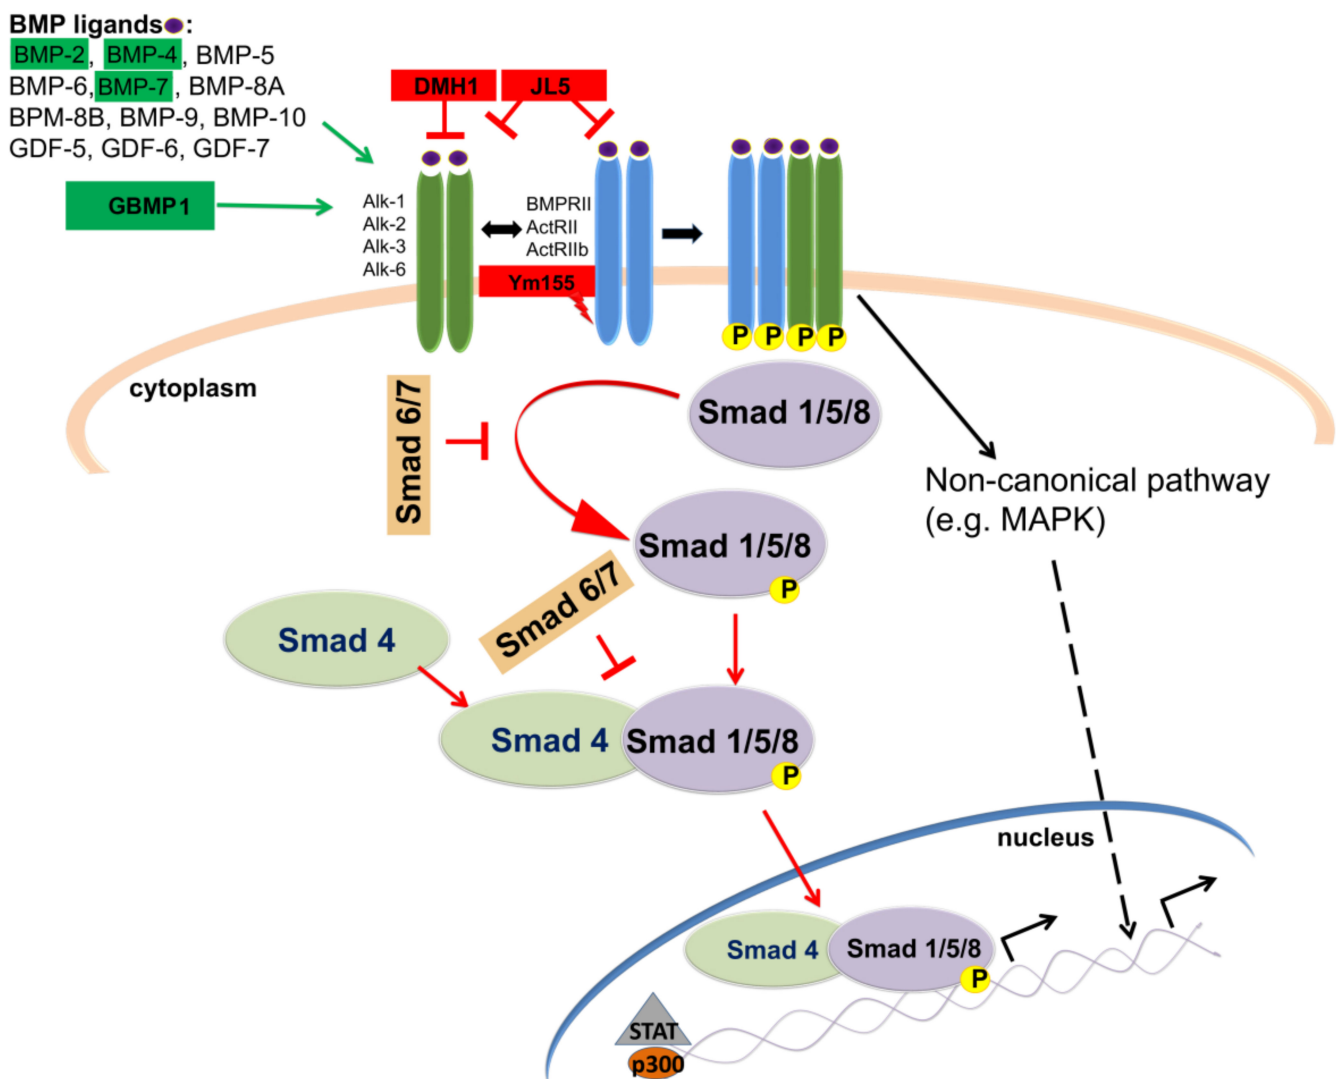 BMP ligands :
BMP-2, BMP-4, BMP-5
BMP-6, BMP-7, BMP-8A
BPM-8B, BMP-9, BMP-10
GDF-5, GDF-6, GDF-7
GBMP1
DMH1
JL5
Alk-1
Alk-2
Alk-3
Alk-6
BMPRII
ActRII
ActRIIb
Ym155
P P P P
cytoplasm
Smad 6/7
Smad 1/5/8
Non-canonical pathway
(e.g. MAPK)
Smad 1/5/8
P
Smad 6/7
Smad 4
Smad 4
Smad 1/5/8
P
nucleus
Smad 4
Smad 1/5/8
P
STAT
p300